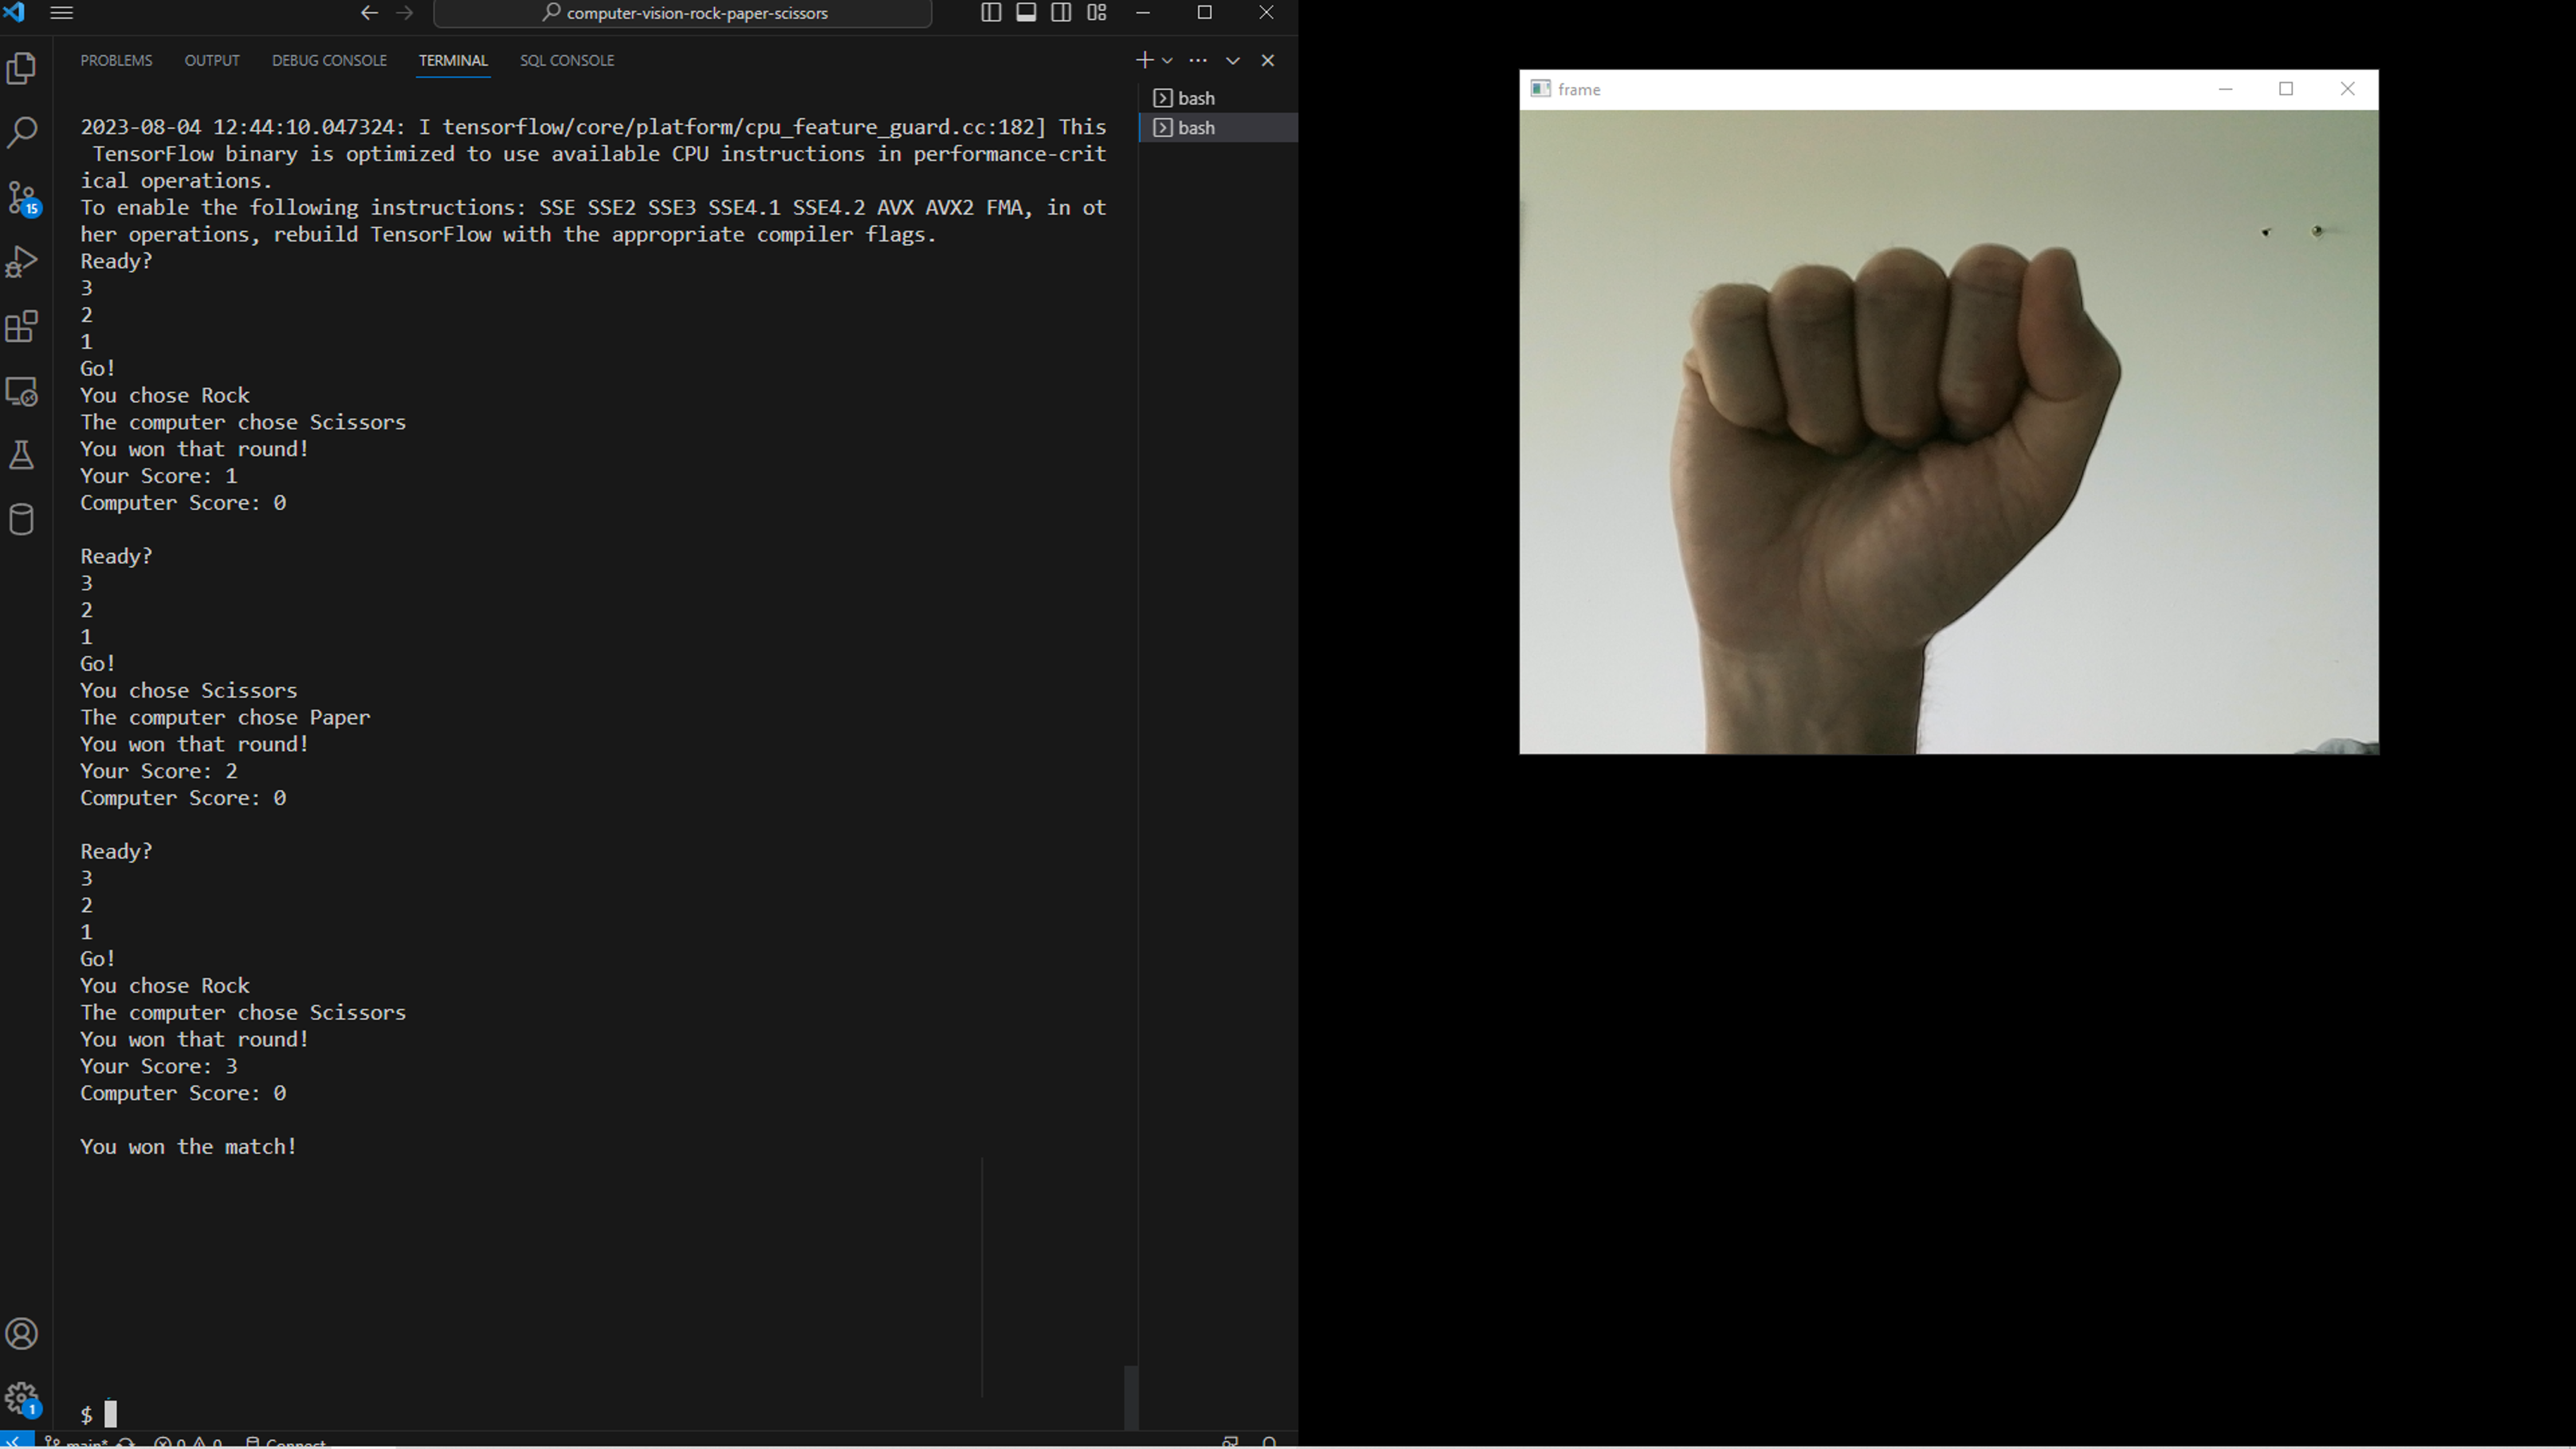 computer-vision-rock-paper-scissors
PROBLEMS OUTPUT DEBUG CONSOLE TERMINAL SQL CONSOLE
bash
bash
2023-08-04 12:44:10.047324: I tensorflow/core/platform/cpu_feature_guard.cc:182] This
TensorFlow binary is optimized to use available CPU instructions in performance-crit
ical operations.
To enable the following instructions: SSE SSE2 SSE3 SSE4.1 SSE4.2 AVX AVX2 FMA, in ot
her operations, rebuild TensorFlow with the appropriate compiler flags.
Ready?
3
2
1
Go!
You chose Rock
The computer chose Scissors
You won that round!
Your Score: 1
Computer Score: 0
Ready?
3
2
1
Go!
You chose Scissors
The computer chose Paper
You won that round!
Your Score: 2
Computer Score: 0
Ready?
3
2
1
Go!
You chose Rock
The computer chose Scissors
You won that round!
Your Score: 3
Computer Score: 0
You won the match!
$
15
1
main* 0 0 Connect
frame